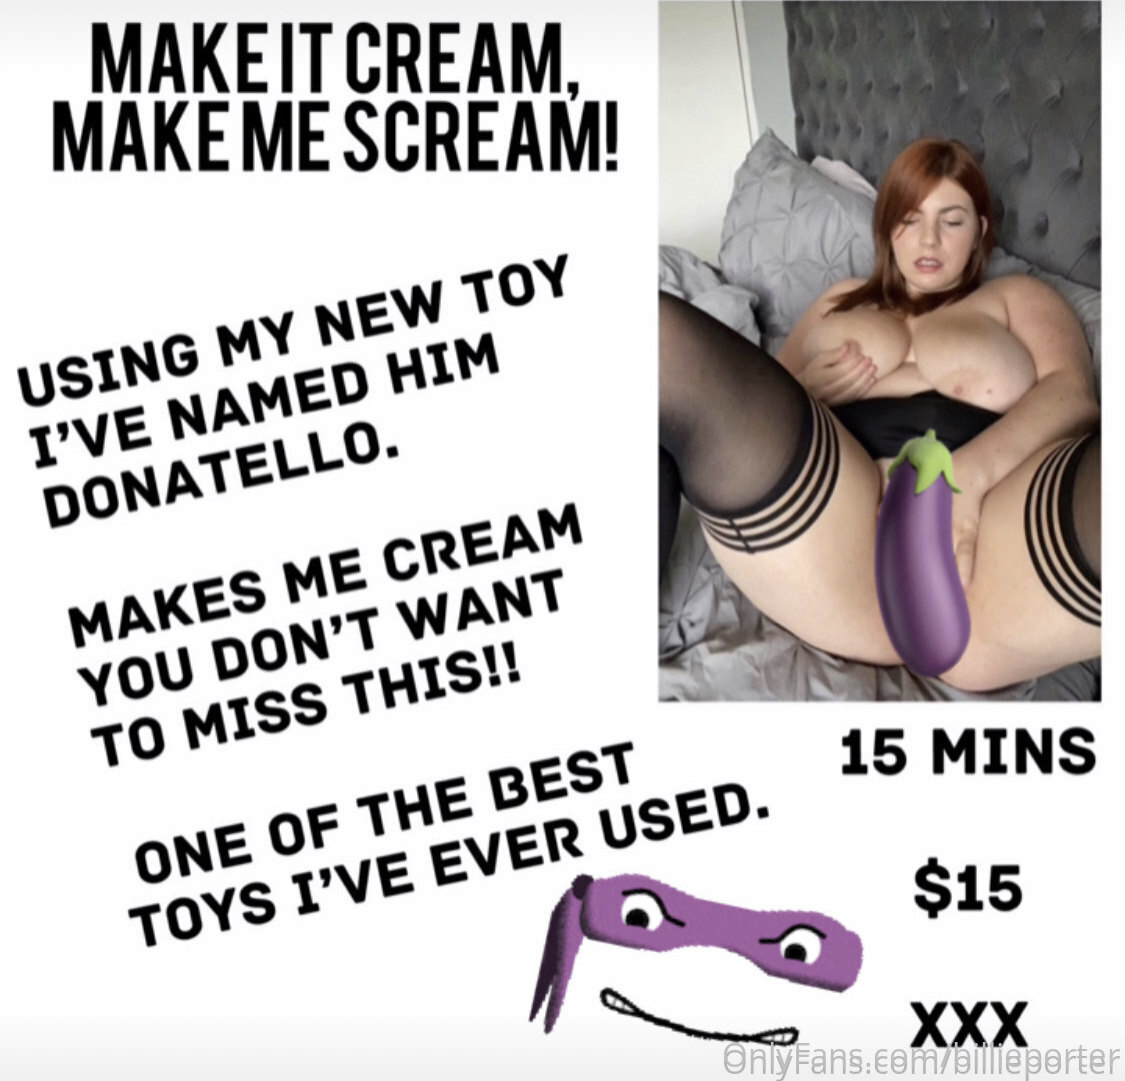 MAKE IT CREAM,
MAKE ME SCREAM!
USING MY NEW TOY
I'VE NAMED HIM
DONATELLO.
MAKES ME CREAM
YOU DON'T WANT
TO MISS THIS!!
ONE OF THE BEST
TOYS I'VE EVER USED.
15 MINS
$15
XXX
OnlyFans.com/billieporter